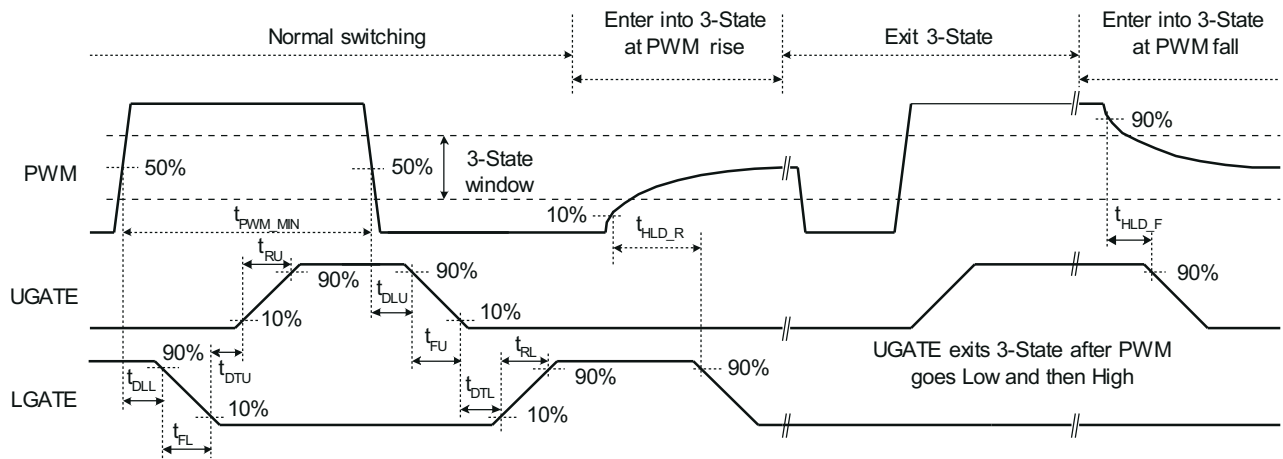 Normal switching
Enter into 3-State
at PWM rise
Exit 3-State
Enter into 3-State
at PWM fall
PWM
50%
50%
3-State
window
10%
90%
tPWM_MIN
tHLD_R
tHLD_F
UGATE
tRU
90%
10%
tDLU
90%
10%
90%
tDTU
tFU
tRL
LGATE
90%
tDLL
10%
tFL
tDTL
90%
10%
90%
UGATE exits 3-State after PWM
goes Low and then High